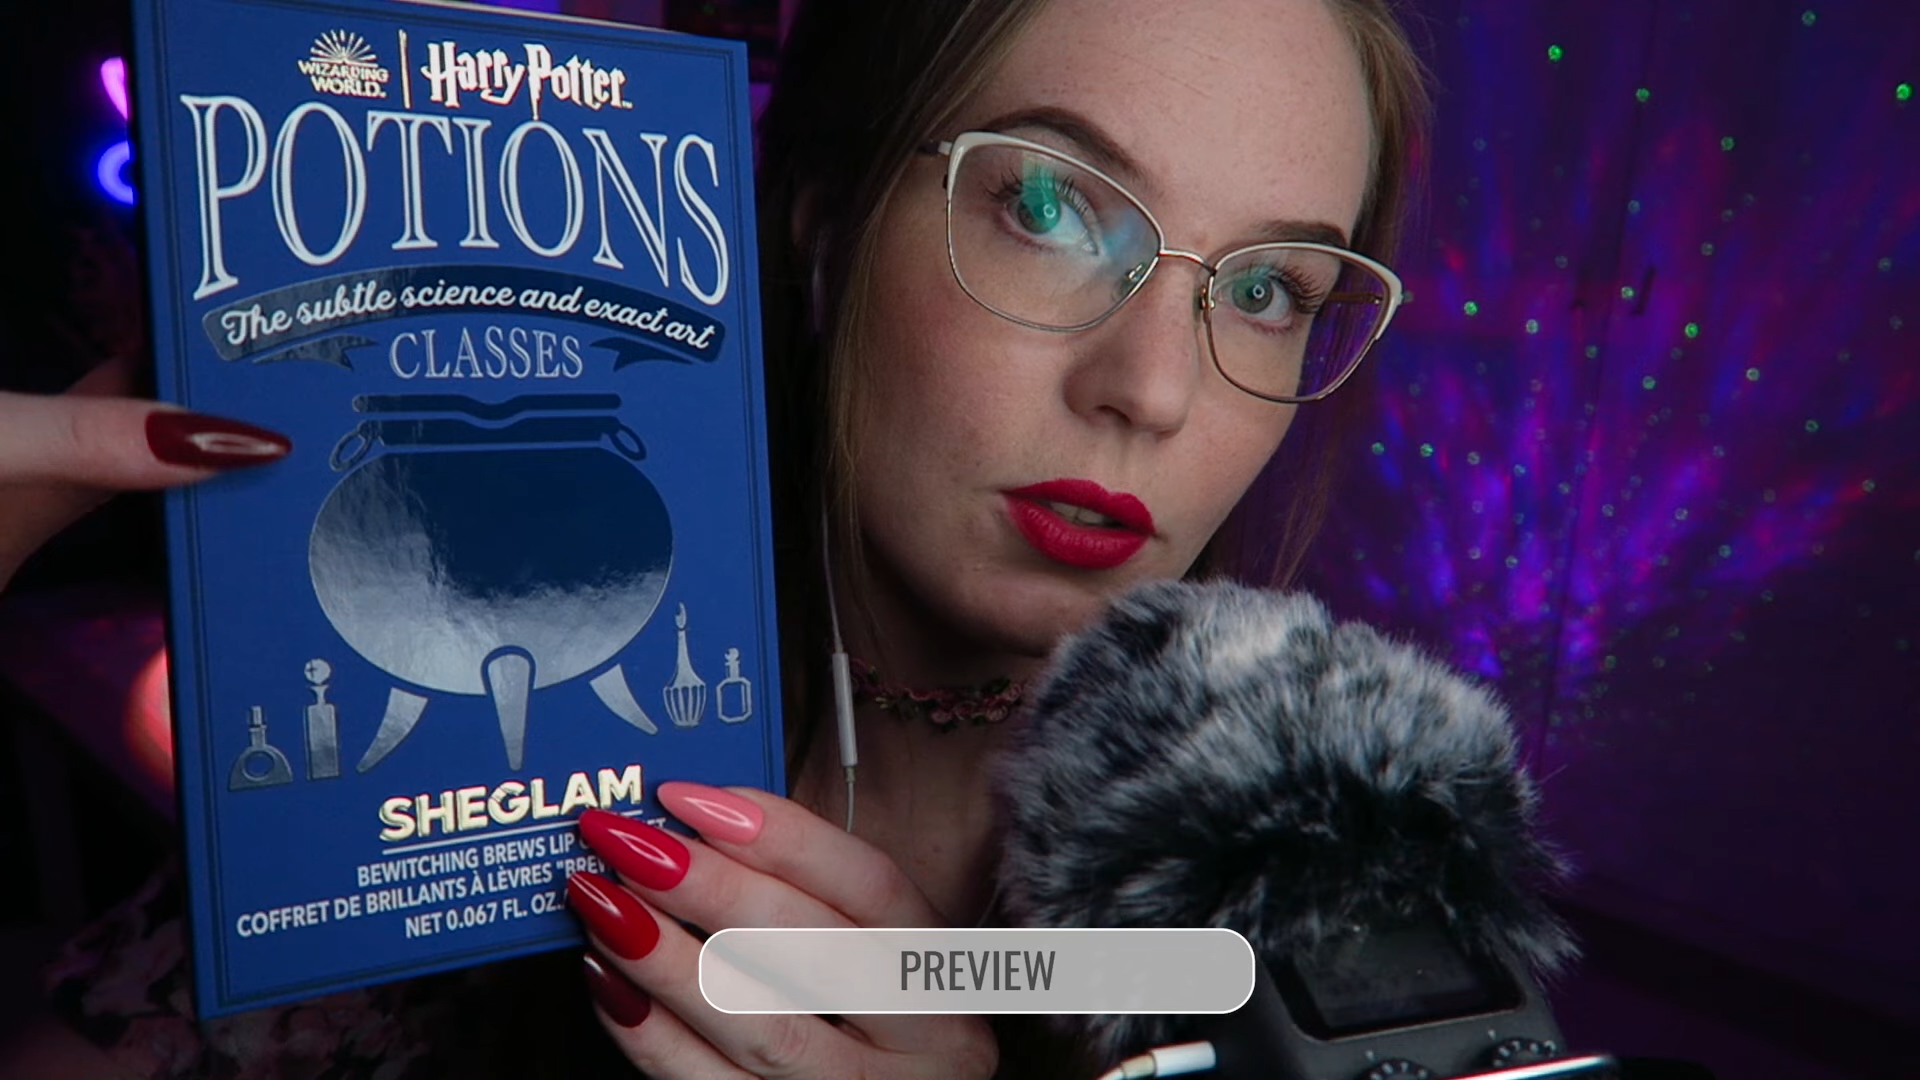 WIZARDING WORLD. | Harry Potter.
POTIONS
The subtle science and exact art
CLASSES
SHEGLAM
BEWITCHING BREWS LIP
COFFRET DE BRILLANTS À LÈVRES
NET 0.067 FL. OZ.
PREVIEW